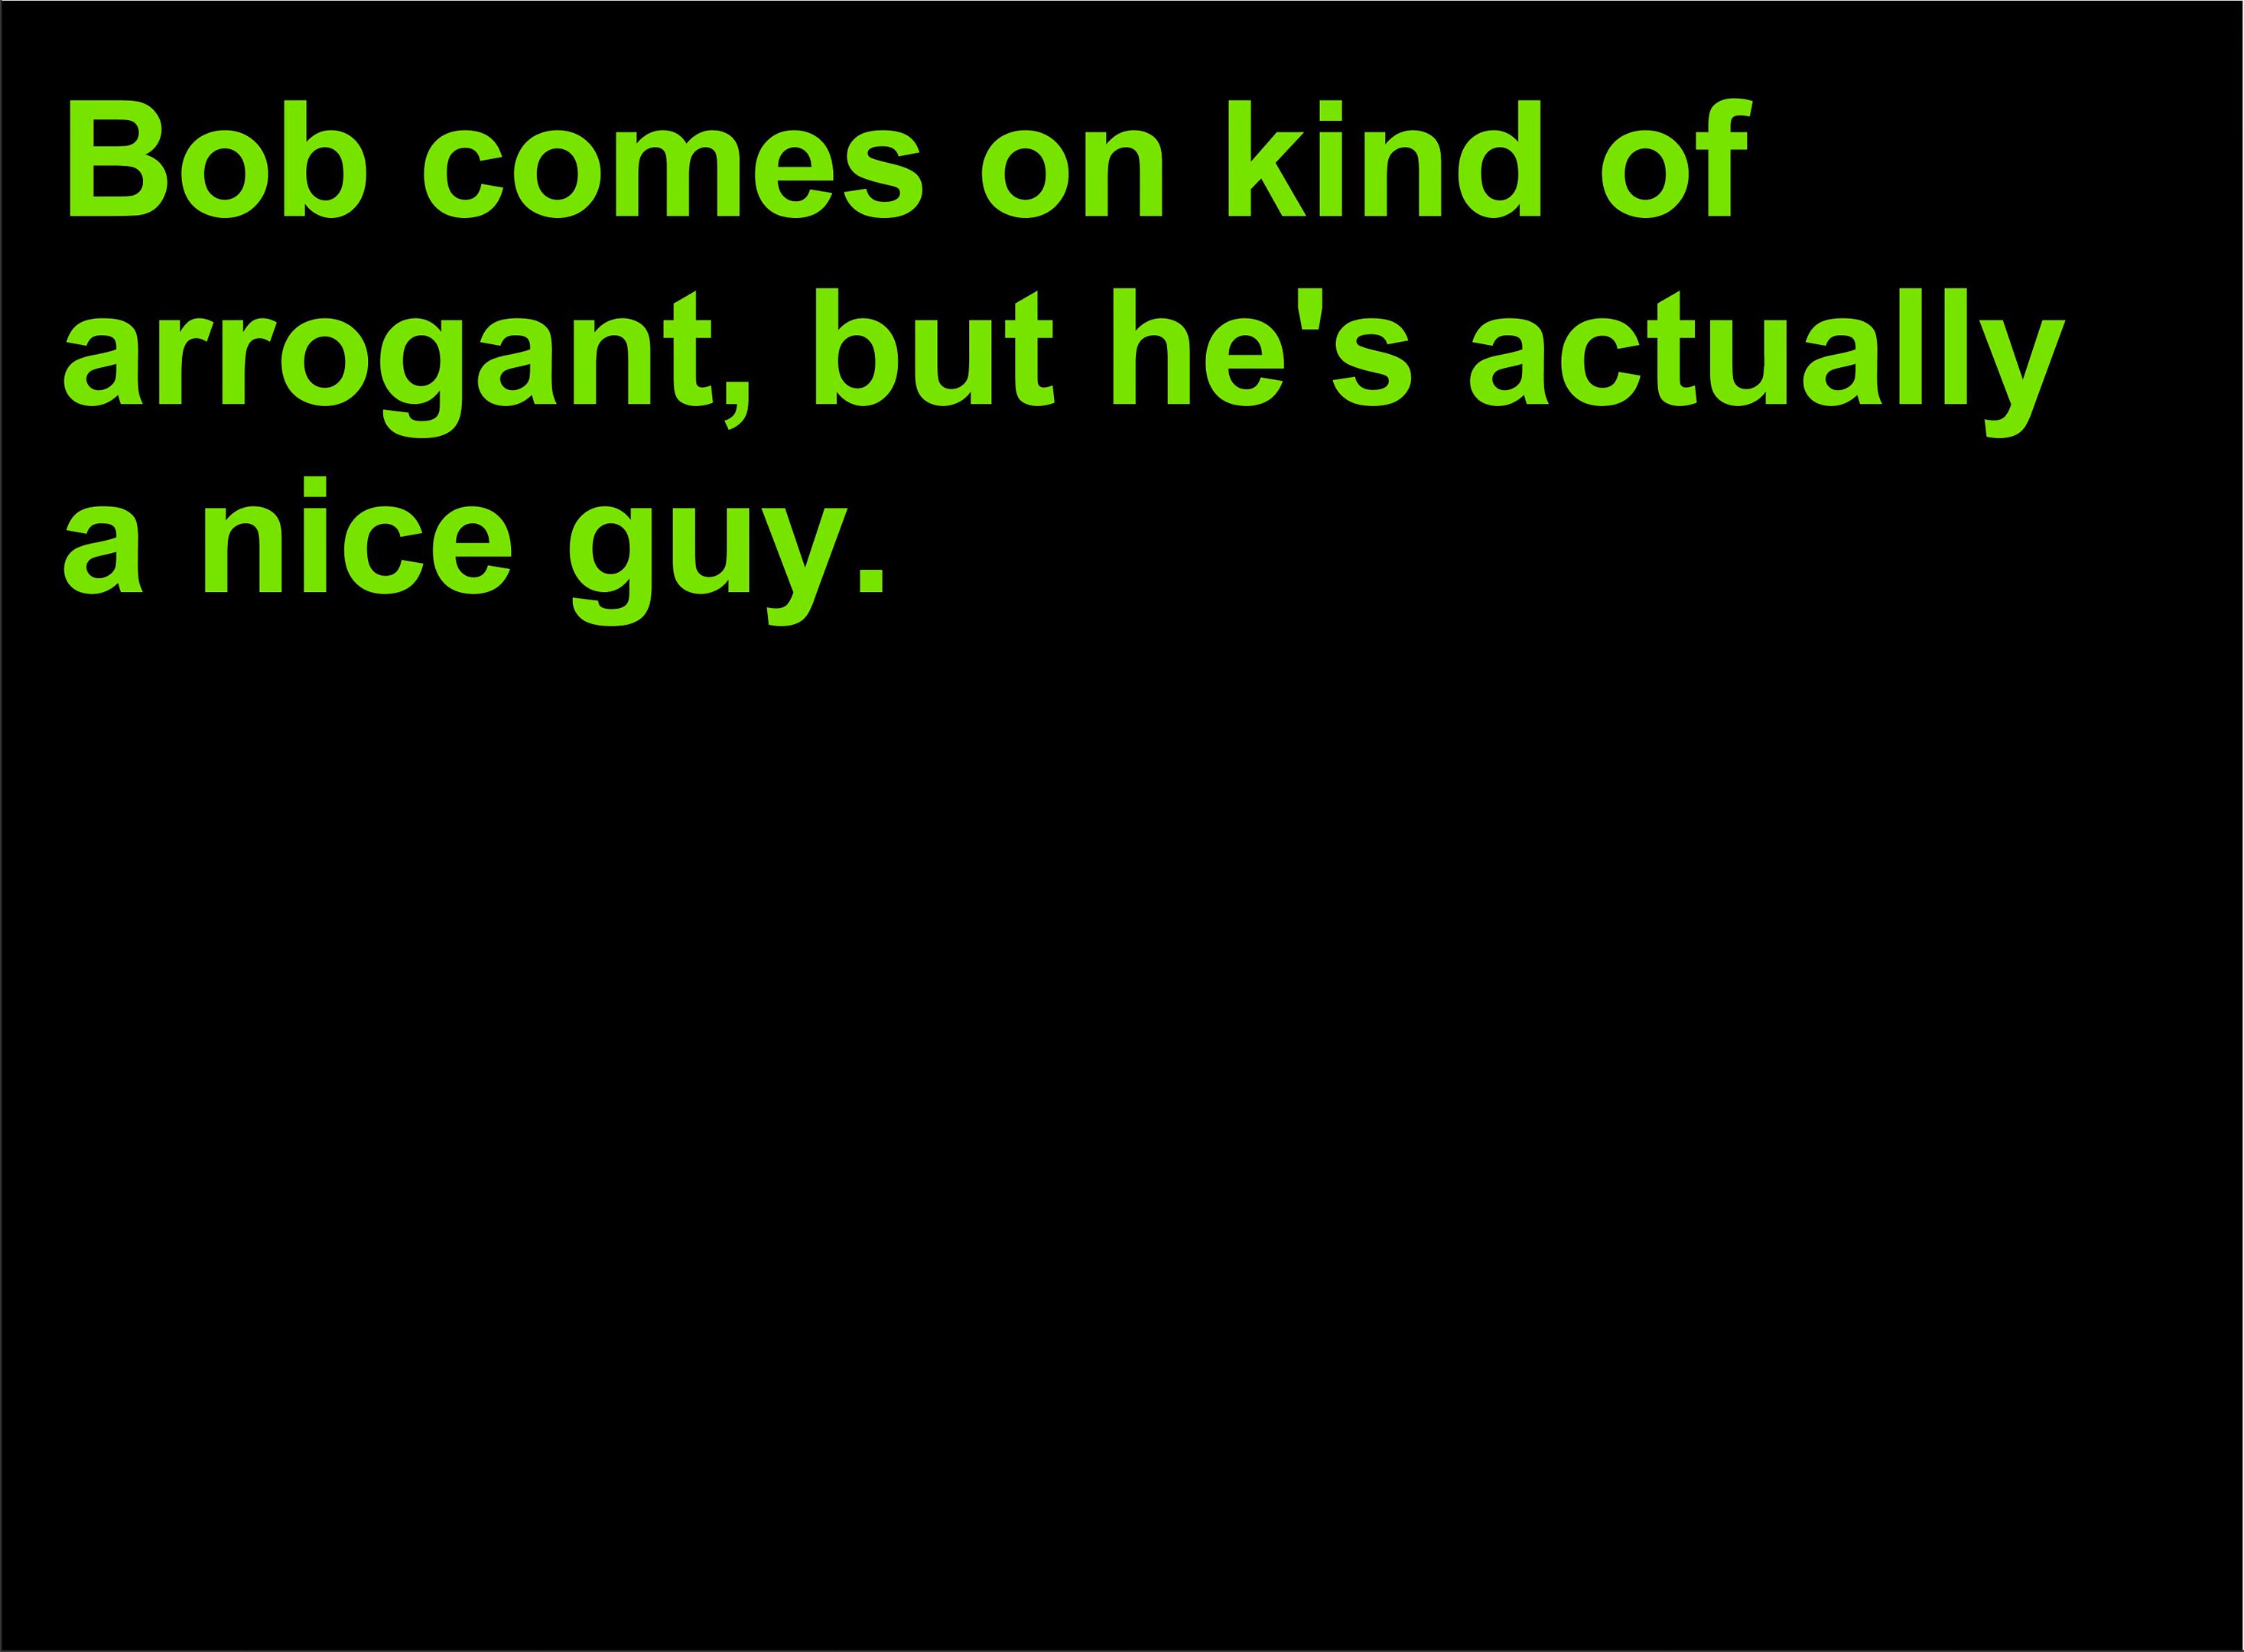 Bob comes on kind of
arrogant, but he's actually
a nice guy.